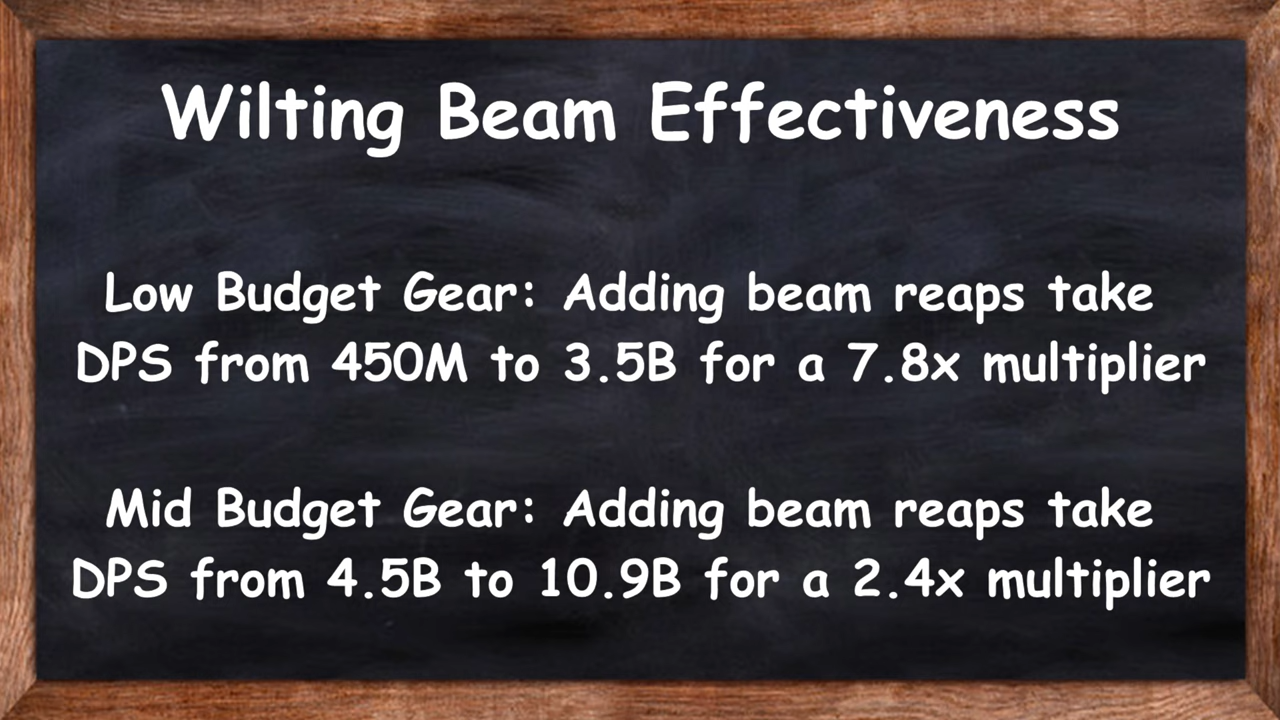 Wilting Beam Effectiveness
Low Budget Gear: Adding beam reaps take
DPS from 450M to 3.5B for a 7.8x multiplier
Mid Budget Gear: Adding beam reaps take
DPS from 4.5B to 10.9B for a 2.4x multiplier